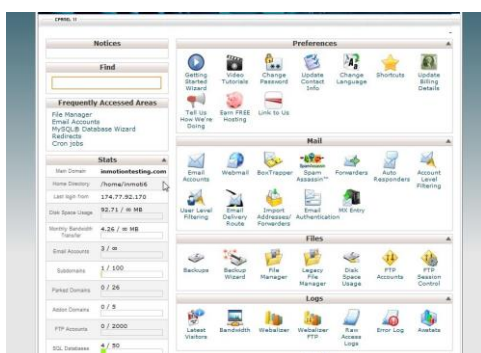 CPANEL 11
Notices
Find
Frequently Accessed Areas
File Manager
Email Accounts
MySQL® Database Wizard
Redirects
Cron jobs
Stats
Main Domain inmotiontesting.com
Home Directory /home/inmoti6
Last login from 174.77.92.170
Disk Space Usage 92.71 / ∞ MB
Monthly Bandwidth Transfer 4.26 / ∞ MB
Email Accounts 3 / ∞
Subdomains 1 / 100
Parked Domains 0 / 26
Addon Domains 0 / 5
FTP Accounts 0 / 2000
SQL Databases 4 / 50
Preferences
Getting Started Wizard
Video Tutorials
Change Password
Update Contact Info
Change Language
Shortcuts
Update Billing Details
Tell Us How We're Doing
Earn FREE Hosting
Link to Us
Mail
Email Accounts
Webmail
BoxTrapper
Spam Assassin™
Forwarders
Auto Responders
Account Level Filtering
User Level Filtering
Email Delivery Route
Import Addresses/ Forwarders
Email Authentication
MX Entry
Files
Backups
Backup Wizard
File Manager
Legacy File Manager
Disk Space Usage
FTP Accounts
FTP Session Control
Logs
Latest Visitors
Bandwidth
Webalizer
Webalizer FTP
Raw Access Logs
Error Log
Awstats